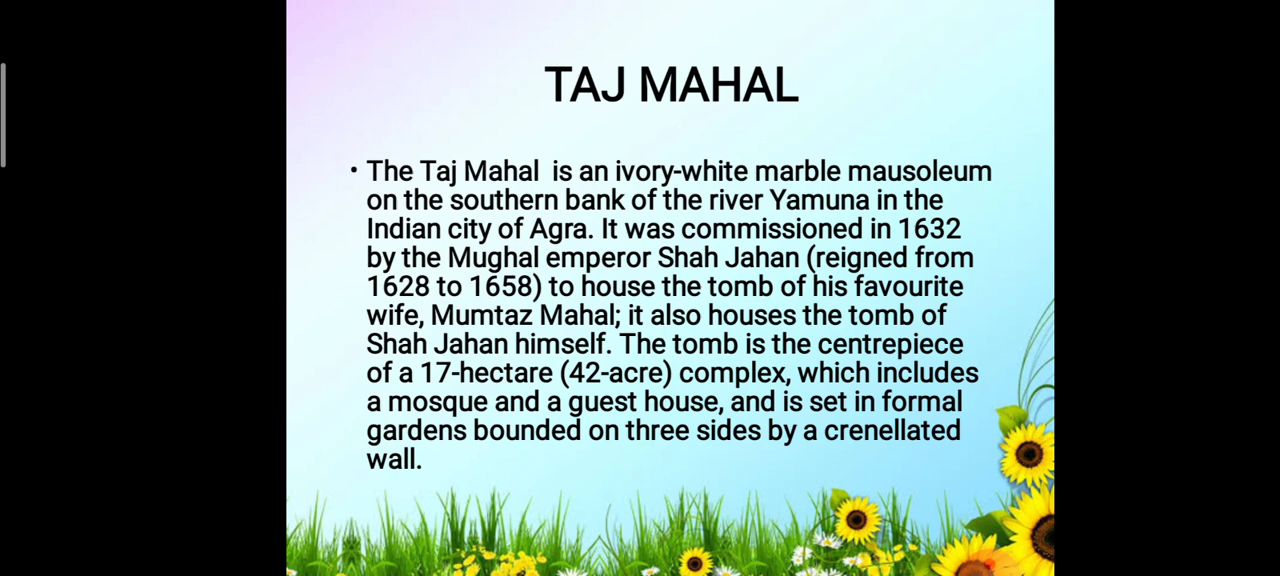 TAJ MAHAL
• The Taj Mahal  is an ivory-white marble mausoleum
on the southern bank of the river Yamuna in the
Indian city of Agra. It was commissioned in 1632
by the Mughal emperor Shah Jahan (reigned from
1628 to 1658) to house the tomb of his favourite
wife, Mumtaz Mahal; it also houses the tomb of
Shah Jahan himself. The tomb is the centrepiece
of a 17-hectare (42-acre) complex, which includes
a mosque and a guest house, and is set in formal
gardens bounded on three sides by a crenellated
wall.